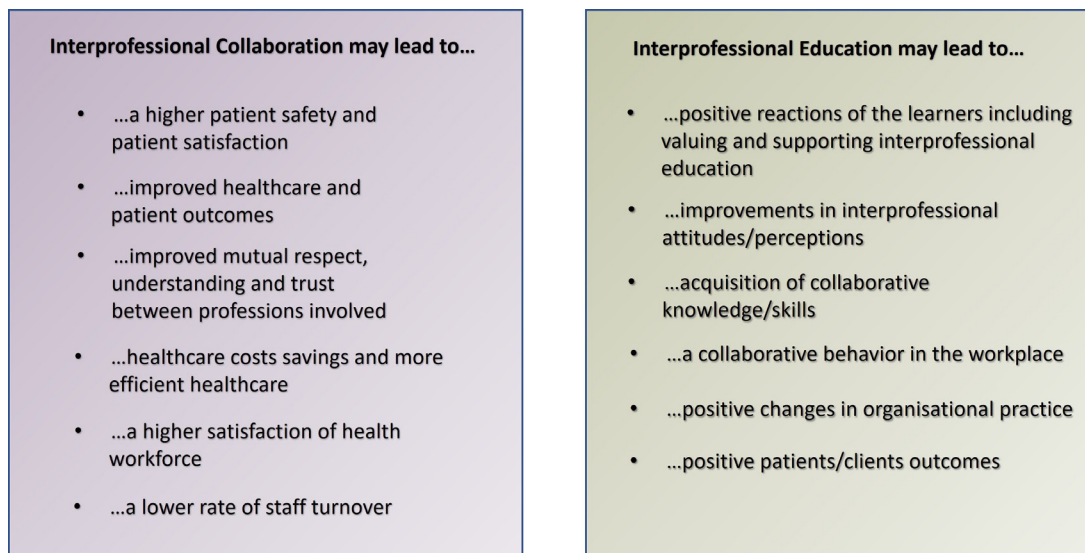 Interprofessional Collaboration may lead to…
• …a higher patient safety and
patient satisfaction
• …improved healthcare and
patient outcomes
• …improved mutual respect,
understanding and trust
between professions involved
• …healthcare costs savings and more
efficient healthcare
• …a higher satisfaction of health
workforce
• …a lower rate of staff turnover
Interprofessional Education may lead to…
• …positive reactions of the learners including
valuing and supporting interprofessional
education
• …improvements in interprofessional
attitudes/perceptions
• …acquisition of collaborative
knowledge/skills
• …a collaborative behavior in the workplace
• …positive changes in organisational practice
• …positive patients/clients outcomes